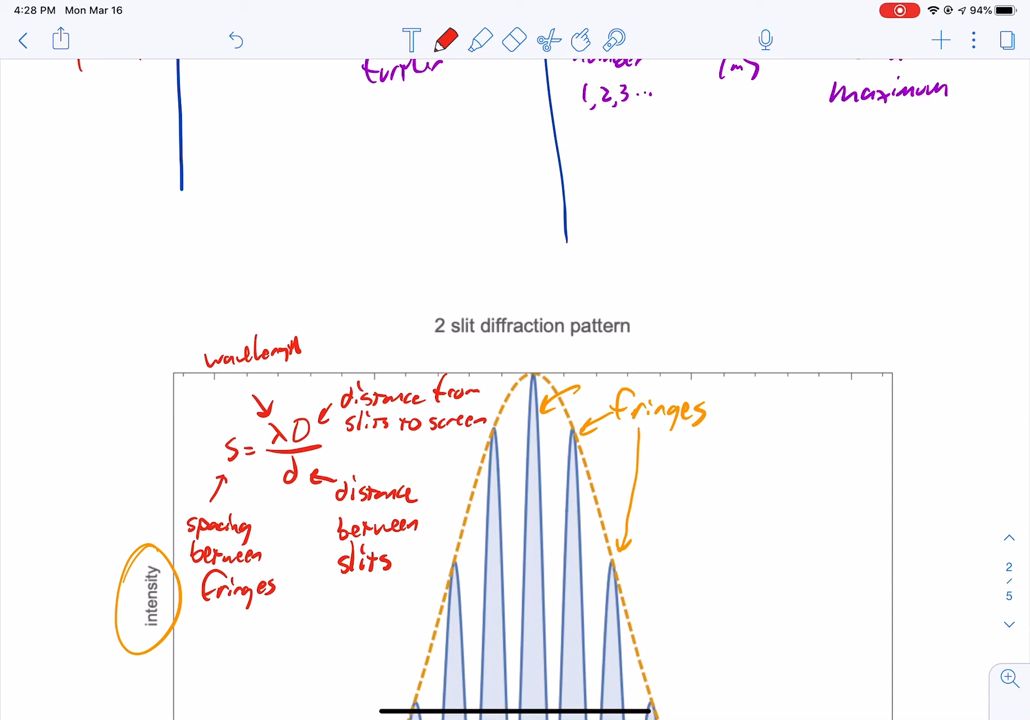 4:28 PM Mon Mar 16
94%
T
turpler
1, 2, 3 ...
(m)
maximum
2 slit diffraction pattern
wavelength
S = λD / d
distance from
slits to screen
fringes
distance
between
slits
spacing
between
fringes
intensity
2
/
5